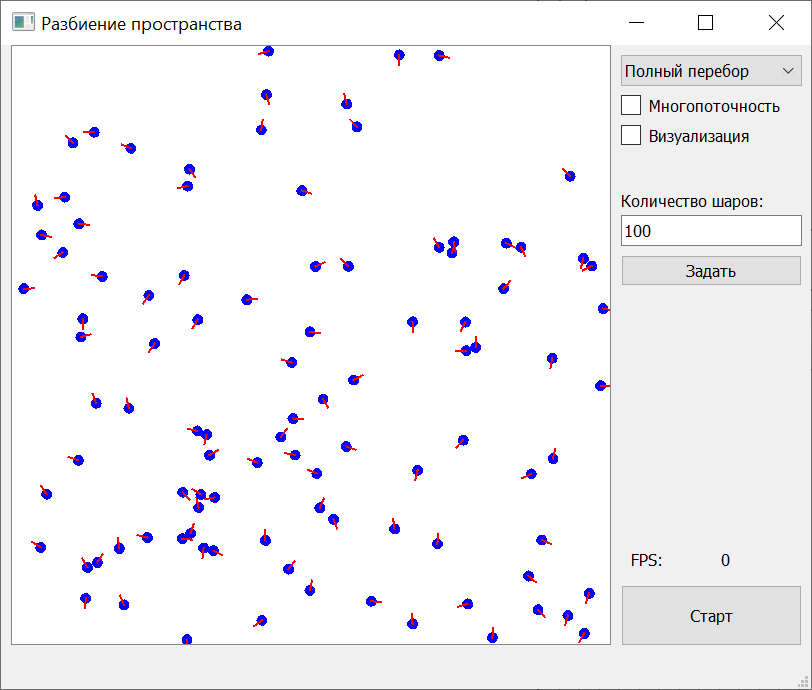 Разбиение пространства
Полный перебор
Многопоточность
Визуализация
Количество шаров:
100
Задать
FPS: 0
Старт